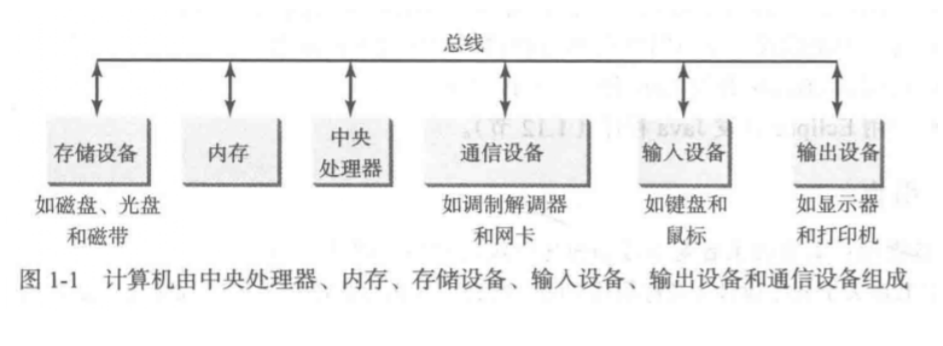 总线
存储设备
内存
中央
处理器
通信设备
输入设备
输出设备
如磁盘、光盘
和磁带
如调制解调器
和网卡
如键盘和
鼠标
如显示器
和打印机
图 1-1 计算机由中央处理器、内存、存储设备、输入设备、输出设备和通信设备组成